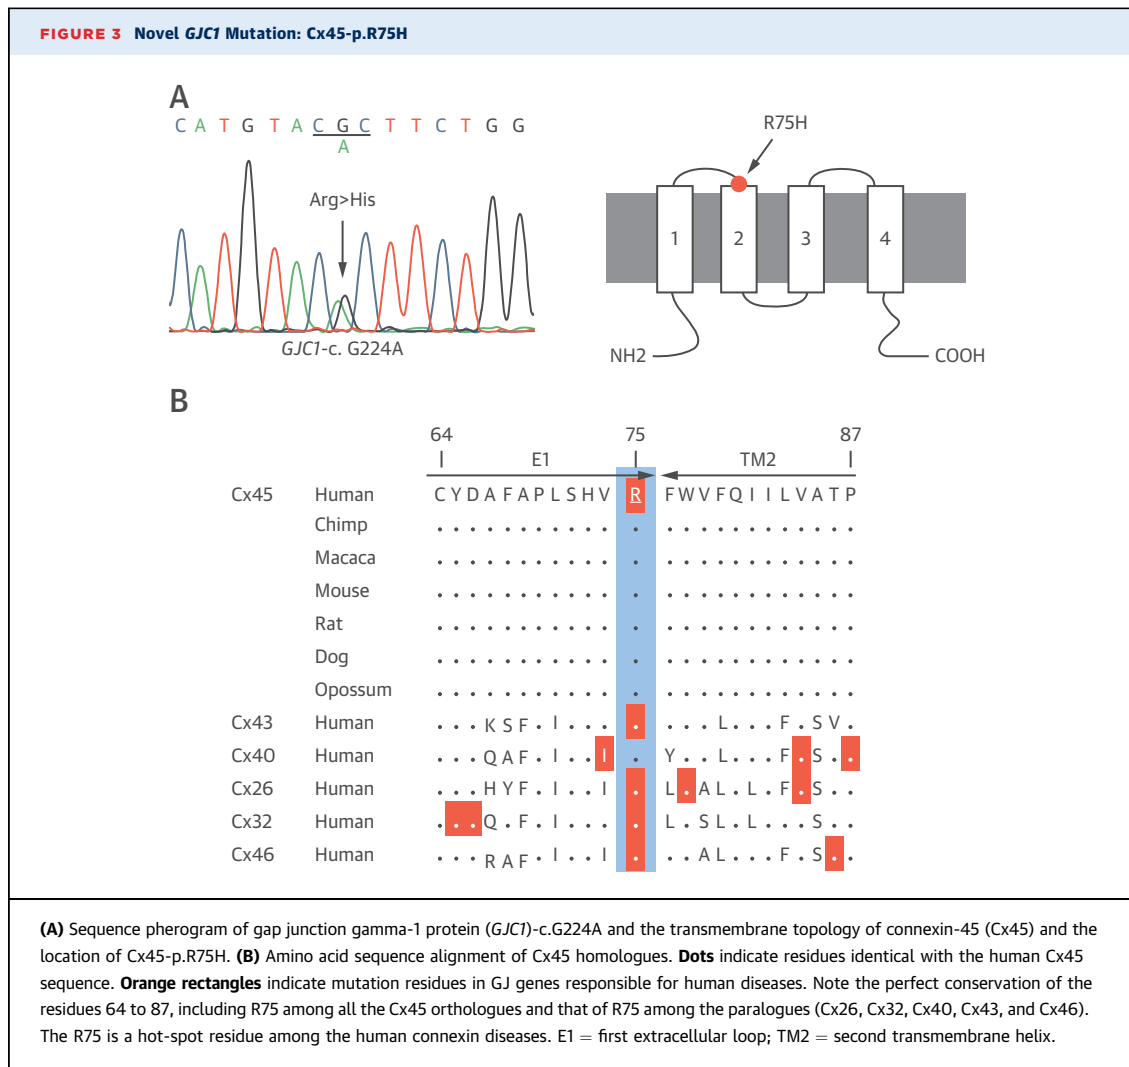 FIGURE 3 Novel GJC1 Mutation: Cx45-p.R75H
A
C A T G T A C G C T T C T G G
A
Arg>His
GJC1-c. G224A
R75H
1 2 3 4
NH2
COOH
B
64 75 87
E1 TM2
Cx45 Human C Y D A F A P L S H V R F W V F Q I I L V A T P
Chimp . . . . . . . . . . . . . . . . . . . . . . . .
Macaca . . . . . . . . . . . . . . . . . . . . . . . .
Mouse . . . . . . . . . . . . . . . . . . . . . . . .
Rat . . . . . . . . . . . . . . . . . . . . . . . .
Dog . . . . . . . . . . . . . . . . . . . . . . . .
Opossum . . . . . . . . . . . . . . . . . . . . . . . .
Cx43 Human . . . K S F . I . . . . . . . L . . . F . S V .
Cx40 Human . . . Q A F . I . . I . Y . . L . . . F . S . .
Cx26 Human . . . H Y F . I . . I . L . A L . L . F . S . .
Cx32 Human . . . Q . F . I . . . . L . S L . L . . . S . .
Cx46 Human . . . R A F . I . . I . . . A L . . . F . S . .
(A) Sequence pherogram of gap junction gamma-1 protein (GJC1)-c.G224A and the transmembrane topology of connexin-45 (Cx45) and the
location of Cx45-p.R75H. (B) Amino acid sequence alignment of Cx45 homologues. Dots indicate residues identical with the human Cx45
sequence. Orange rectangles indicate mutation residues in GJ genes responsible for human diseases. Note the perfect conservation of the
residues 64 to 87, including R75 among all the Cx45 orthologues and that of R75 among the paralogues (Cx26, Cx32, Cx40, Cx43, and Cx46).
The R75 is a hot-spot residue among the human connexin diseases. E1 = first extracellular loop; TM2 = second transmembrane helix.